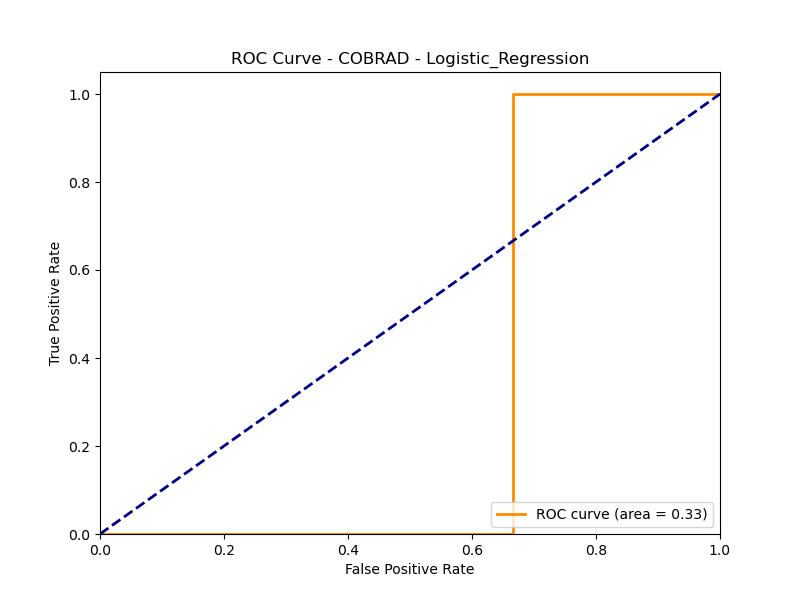 ROC Curve - COBRAD - Logistic_Regression
True Positive Rate
1.0
0.8
0.6
0.4
0.2
0.0
ROC curve (area = 0.33)
0.0 0.2 0.4 0.6 0.8 1.0
False Positive Rate